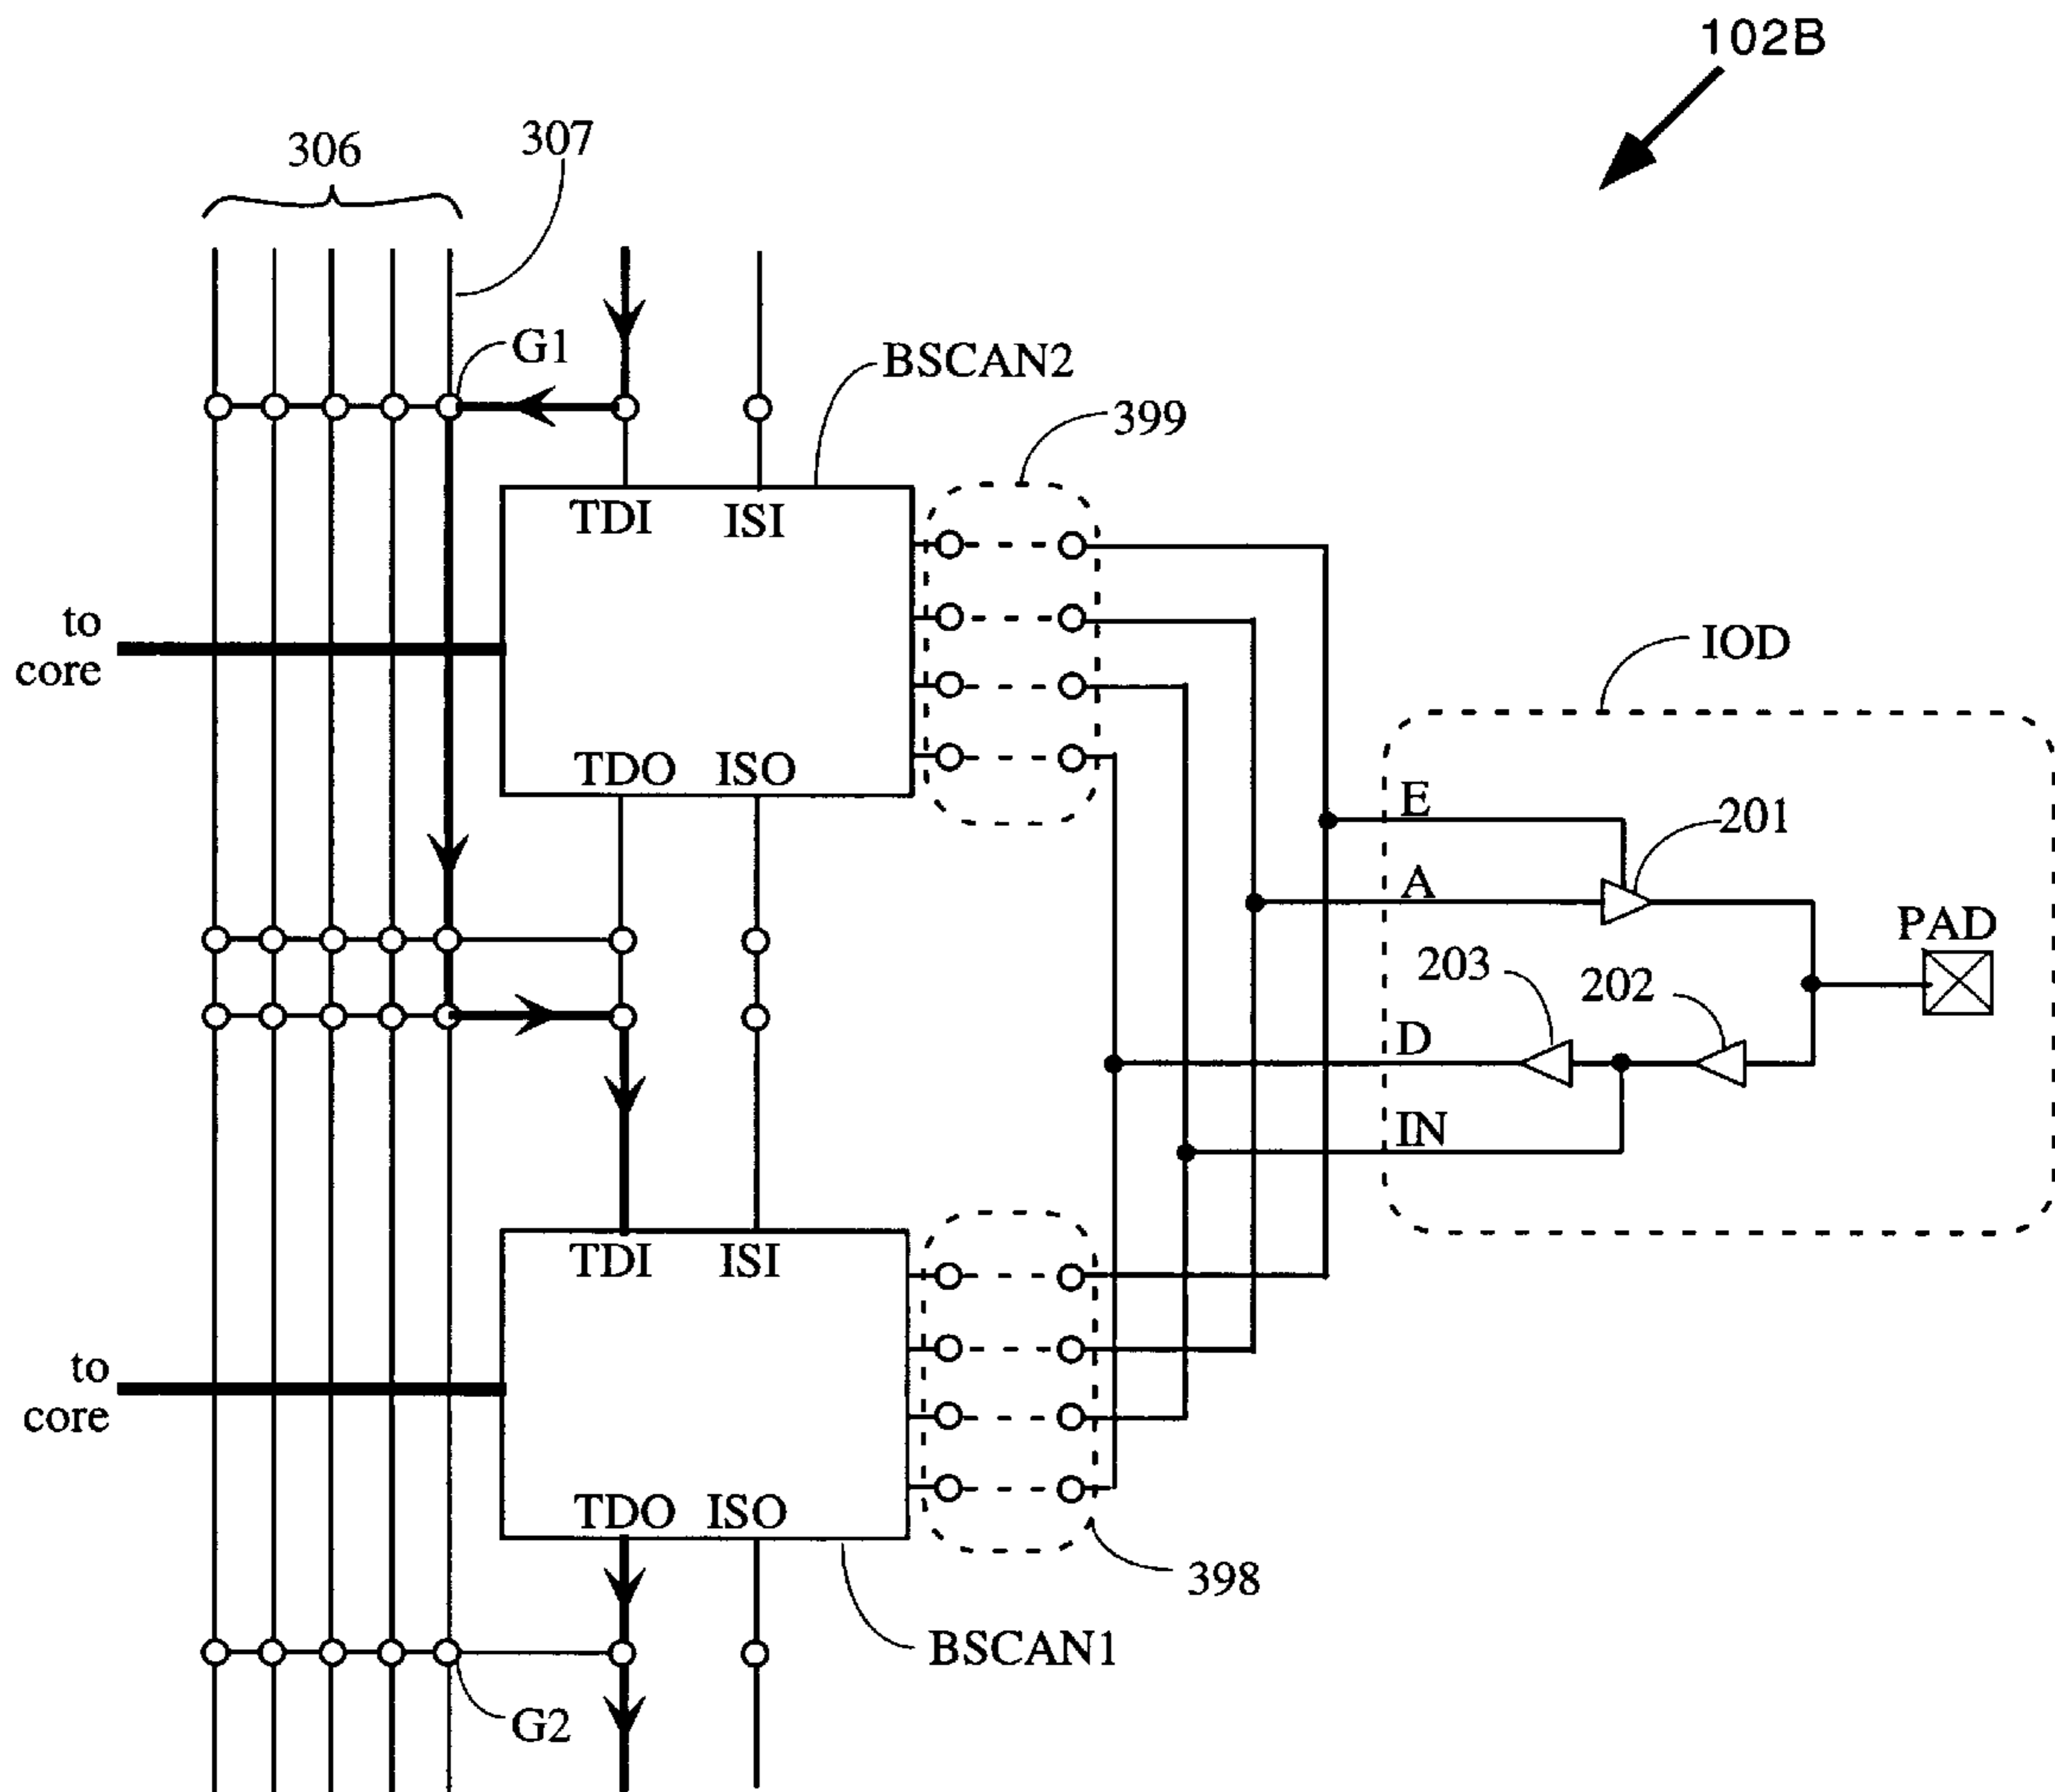 102B
306
307
G1
BSCAN2
399
TDI ISI
to
core
IOD
TDO ISO
E
201
A
PAD
203
202
D
IN
TDI ISI
to
core
TDO ISO
398
BSCAN1
G2